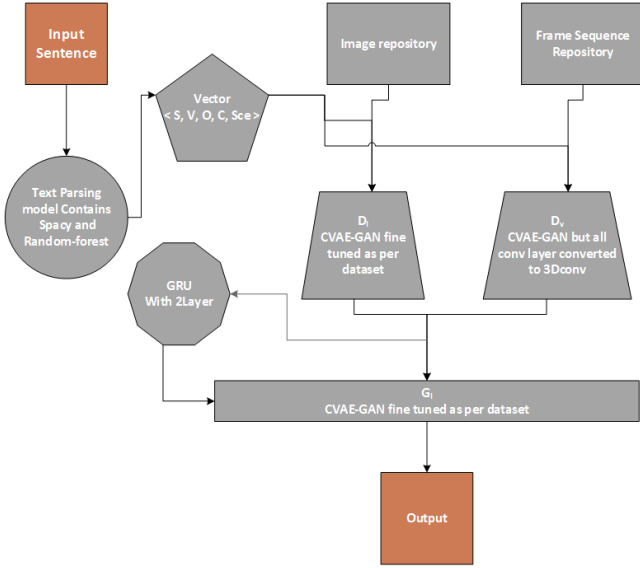 Input
Sentence
Image repository
Frame Sequence
Repository
Vector
< S, V, O, C, Sce >
Text Parsing
model Contains
Spacy and
Random-forest
Dᵢ
CVAE-GAN fine
tuned as per
dataset
Dᵥ
CVAE-GAN but all
conv layer converted
to 3Dconv
GRU
With 2Layer
Gᵢ
CVAE-GAN fine tuned as per dataset
Output